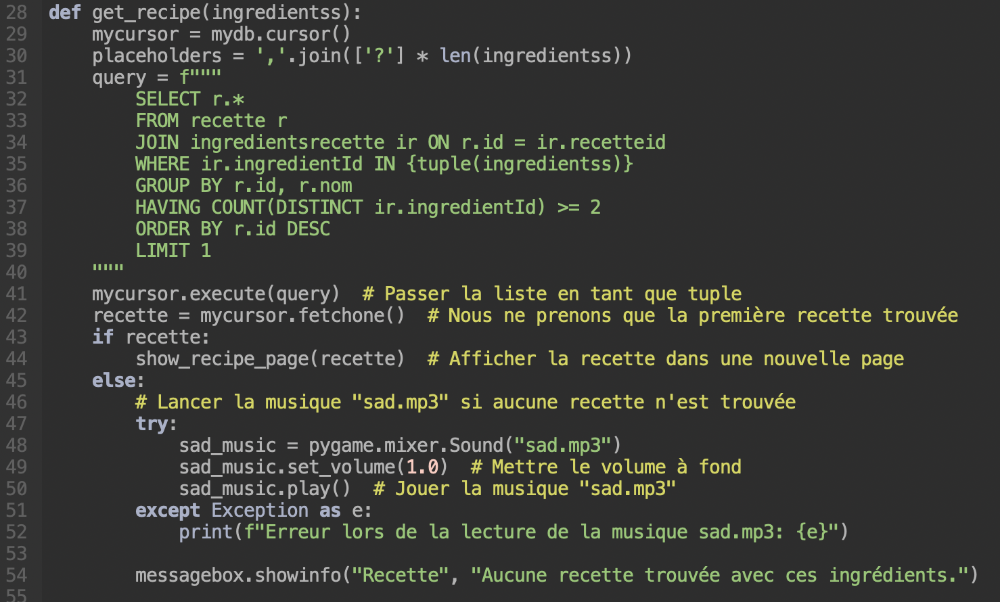 28 def get_recipe(ingredientss):
29     mycursor = mydb.cursor()
30     placeholders = ','.join(['?'] * len(ingredientss))
31     query = f"""
32         SELECT r.*
33         FROM recette r
34         JOIN ingredientsrecette ir ON r.id = ir.recetteid
35         WHERE ir.ingredientId IN {tuple(ingredientss)}
36         GROUP BY r.id, r.nom
37         HAVING COUNT(DISTINCT ir.ingredientId) >= 2
38         ORDER BY r.id DESC
39         LIMIT 1
40     """
41     mycursor.execute(query)  # Passer la liste en tant que tuple
42     recette = mycursor.fetchone()  # Nous ne prenons que la première recette trouvée
43     if recette:
44         show_recipe_page(recette)  # Afficher la recette dans une nouvelle page
45     else:
46         # Lancer la musique "sad.mp3" si aucune recette n'est trouvée
47         try:
48             sad_music = pygame.mixer.Sound("sad.mp3")
49             sad_music.set_volume(1.0)  # Mettre le volume à fond
50             sad_music.play()  # Jouer la musique "sad.mp3"
51         except Exception as e:
52             print(f"Erreur lors de la lecture de la musique sad.mp3: {e}")
53
54         messagebox.showinfo("Recette", "Aucune recette trouvée avec ces ingrédients.")
55